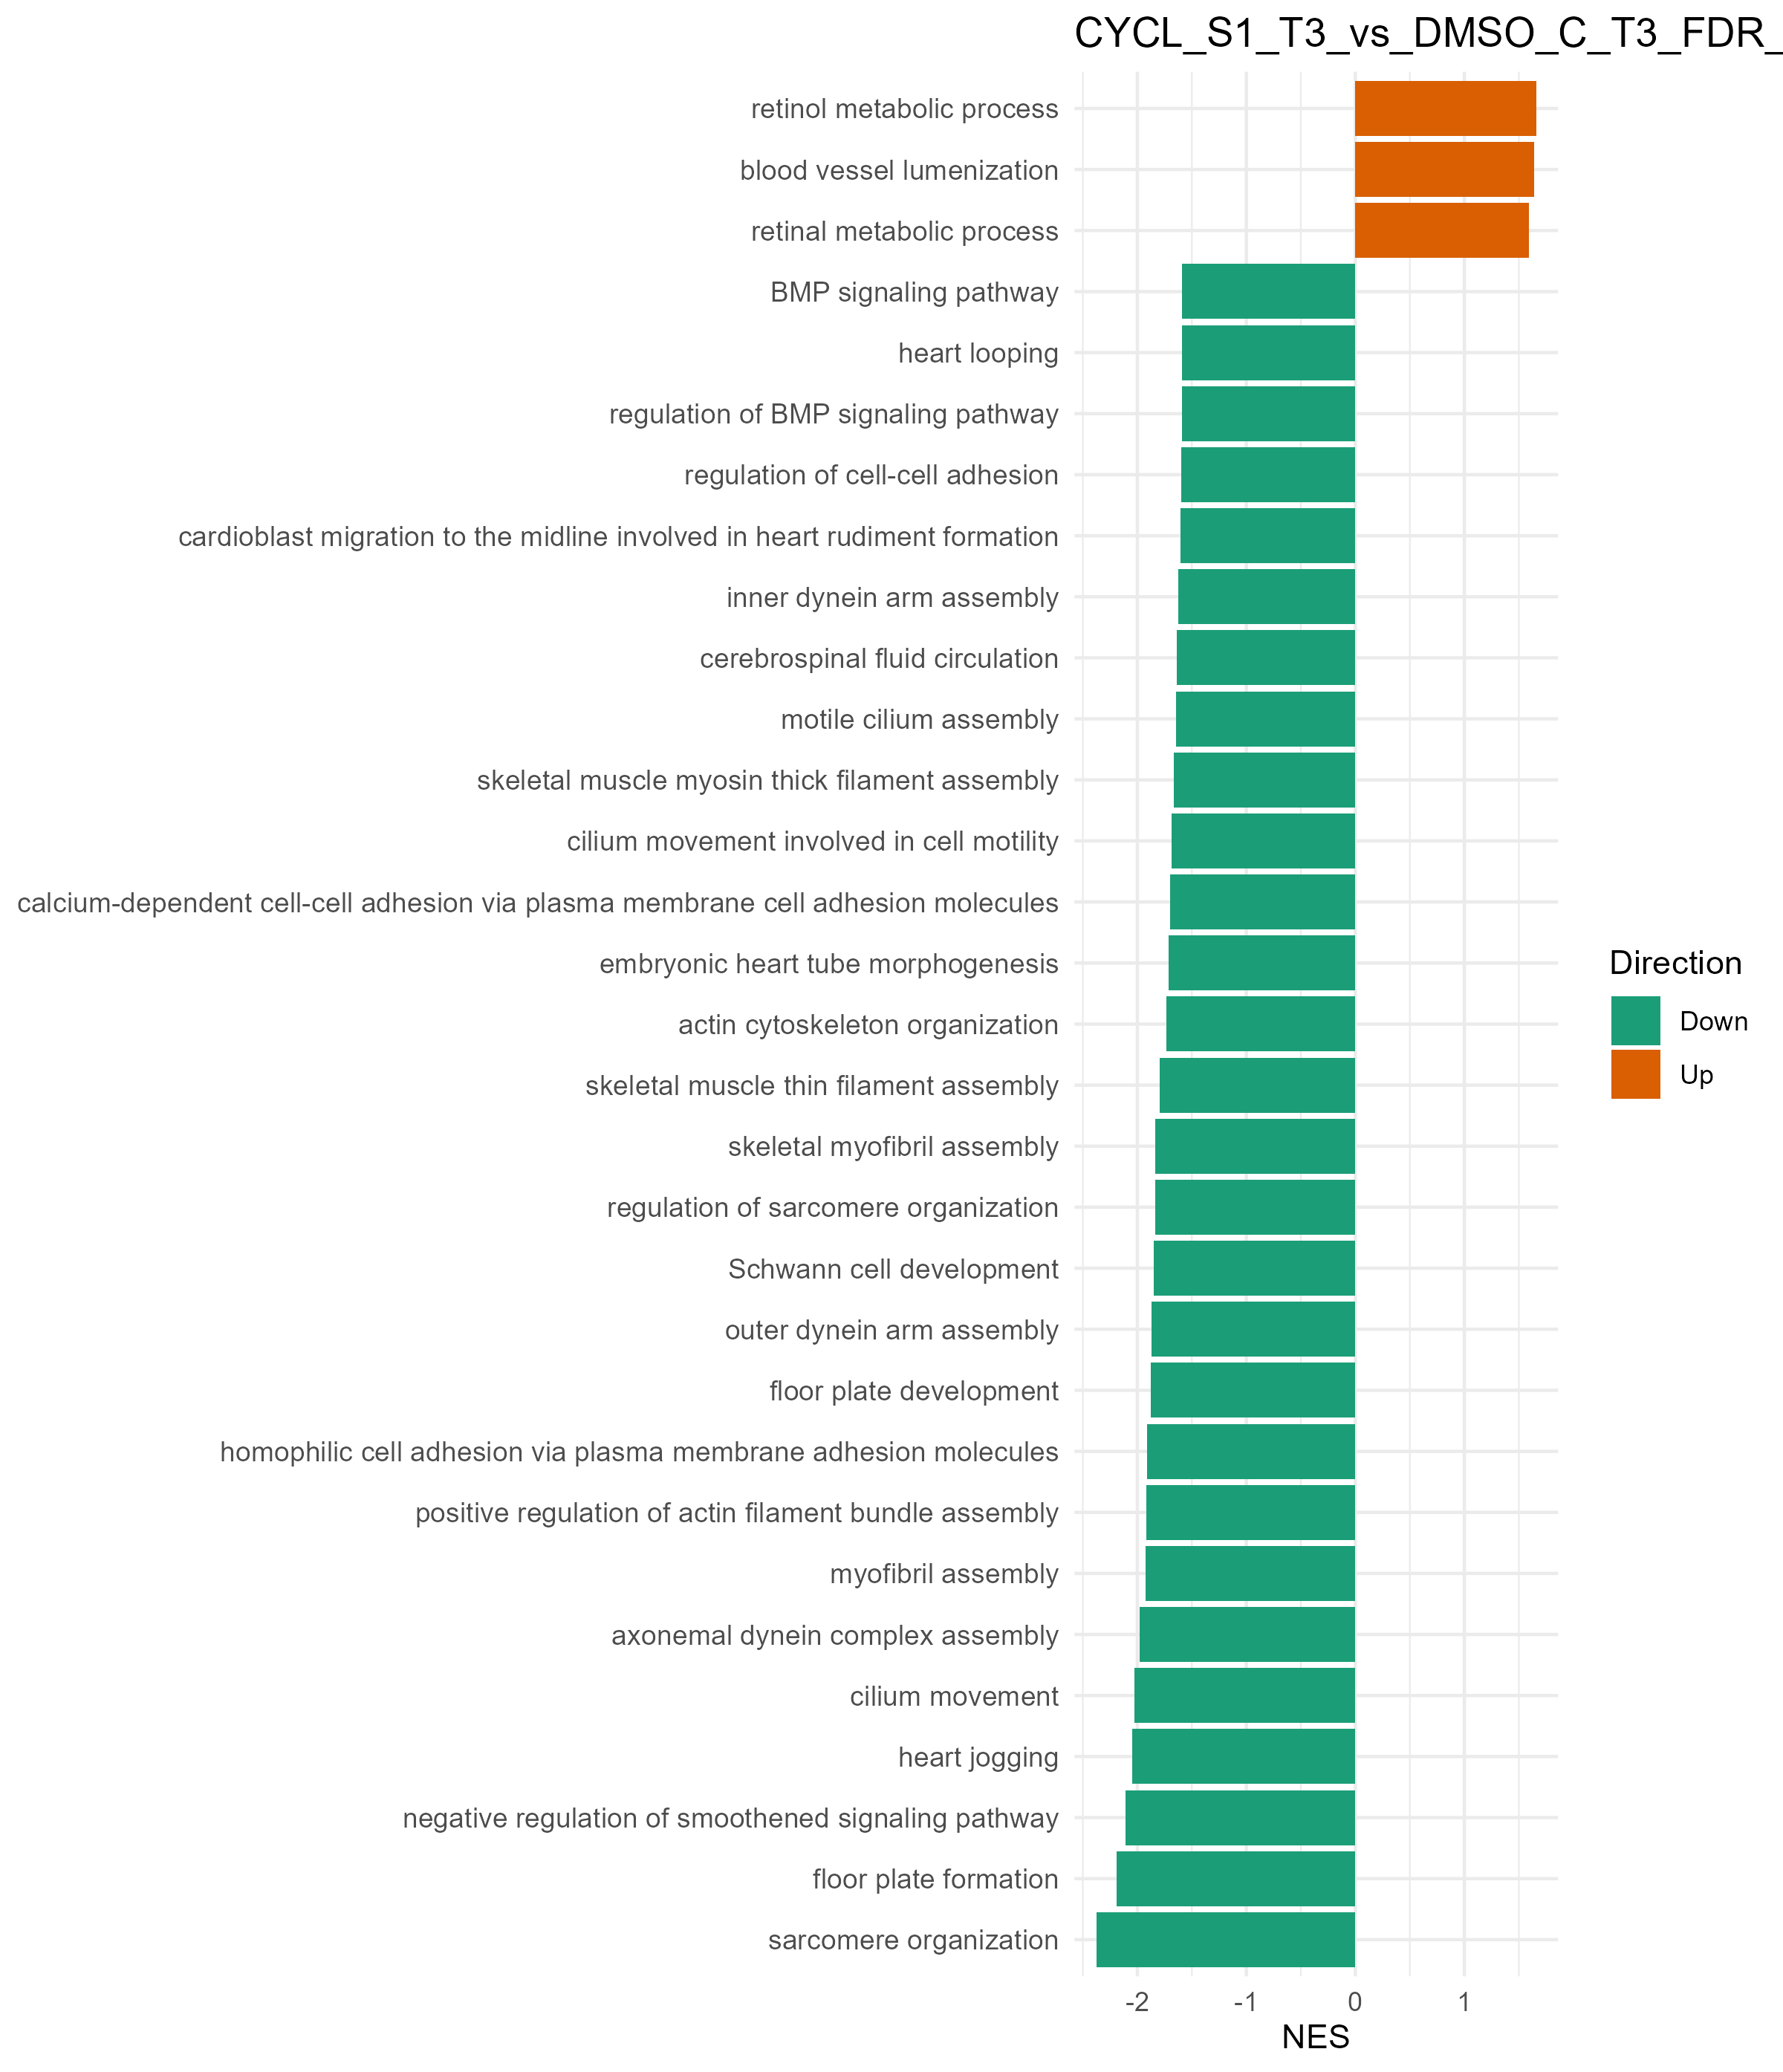 CYCL_S1_T3_vs_DMSO_C_T3_FDR_
retinol metabolic process
blood vessel lumenization
retinal metabolic process
BMP signaling pathway
heart looping
regulation of BMP signaling pathway
regulation of cell-cell adhesion
cardioblast migration to the midline involved in heart rudiment formation
inner dynein arm assembly
cerebrospinal fluid circulation
motile cilium assembly
skeletal muscle myosin thick filament assembly
cilium movement involved in cell motility
calcium-dependent cell-cell adhesion via plasma membrane cell adhesion molecules
embryonic heart tube morphogenesis
actin cytoskeleton organization
skeletal muscle thin filament assembly
skeletal myofibril assembly
regulation of sarcomere organization
Schwann cell development
outer dynein arm assembly
floor plate development
homophilic cell adhesion via plasma membrane adhesion molecules
positive regulation of actin filament bundle assembly
myofibril assembly
axonemal dynein complex assembly
cilium movement
heart jogging
negative regulation of smoothened signaling pathway
floor plate formation
sarcomere organization
-2 -1 0 1
NES
Direction
Down
Up